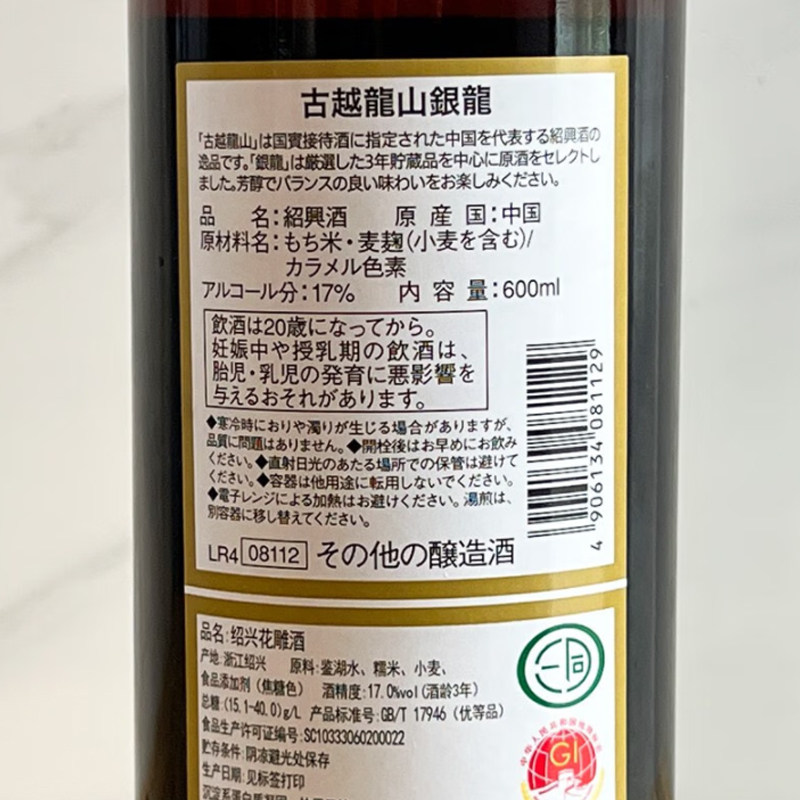 古越龍山銀龍
「古越龍山」は国賓接待酒に指定された中国を代表する紹興酒の
逸品です。「銀龍」は厳選した3年貯蔵品を中心に原酒をセレクトし
ました。芳醇でバランスの良い味わいをお楽しみください。
品 名:紹興酒 原産国:中国
原材料名:もち米・麦麹(小麦を含む)/
カラメル色素
アルコール分:17% 内容量:600ml
飲酒は20歳になってから。
妊娠中や授乳期の飲酒は、
胎児・乳児の発育に悪影響を
与えるおそれがあります。
◆寒冷時におりや濁りが生じる場合がありますが、
品質に問題はありません。◆開栓後はお早めにお飲み
ください。◆直射日光のあたる場所での保管は避けて
ください。◆容器は他用途に転用しないでください。
◆電子レンジによる加熱はお避けください。湯煎は、
別容器に移し替えてください。
LR4 08112 その他の醸造酒
4 906134 081129
品名:绍兴花雕酒
产地:浙江绍兴 原料:鉴湖水、糯米、小麦、
食品添加剂(焦糖色) 酒精度:17.0%vol(酒龄3年)
总糖:(15.1-40.0)g/L 产品标准号:GB/T 17946(优等品)
食品生产许可证编号:SC10333060200022
贮存条件:阴凉避光处保存
生产日期:见标签打印
GI